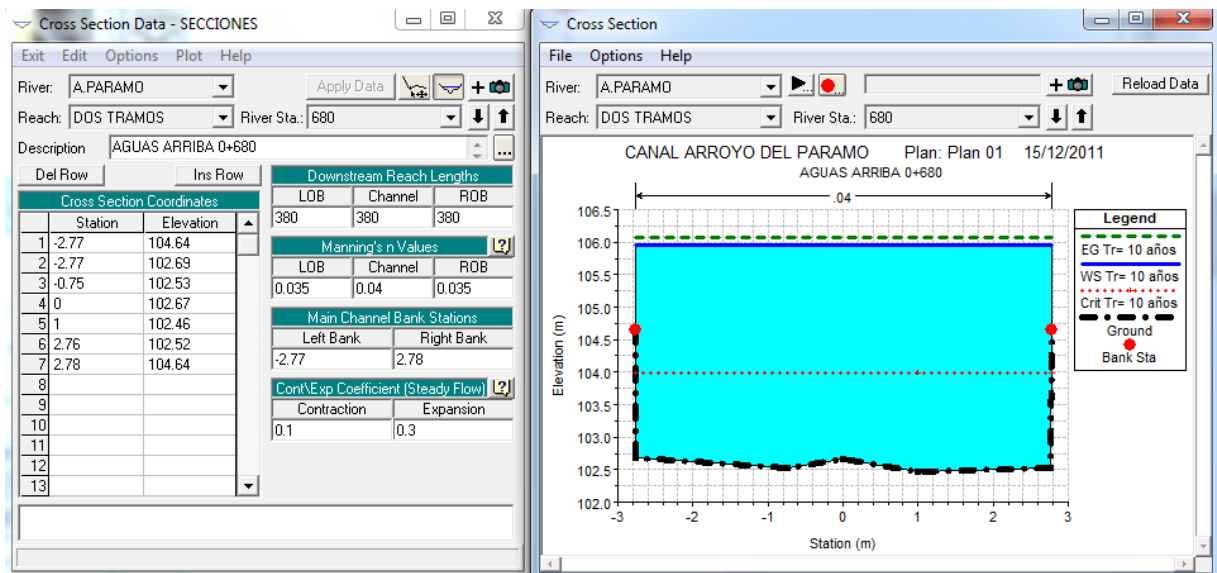 Cross Section Data - SECCIONES
Exit Edit Options Plot Help
River: A.PARAMO Apply Data
Reach: DOS TRAMOS River Sta.: 680
Description AGUAS ARRIBA 0+680 ...
Del Row Ins Row
Cross Section Coordinates
Station Elevation
1 -2.77 104.64
2 -2.77 102.69
3 -0.75 102.53
4 0 102.67
5 1 102.46
6 2.76 102.52
7 2.78 104.64
8
9
10
11
12
13
Downstream Reach Lengths
LOB Channel ROB
380 380 380
Manning's n Values ?
LOB Channel ROB
0.035 0.04 0.035
Main Channel Bank Stations
Left Bank Right Bank
-2.77 2.78
Cont\Exp Coefficient (Steady Flow) ?
Contraction Expansion
0.1 0.3
Cross Section
File Options Help
River: A.PARAMO Reload Data
Reach: DOS TRAMOS River Sta.: 680
CANAL ARROYO DEL PARAMO Plan: Plan 01 15/12/2011
AGUAS ARRIBA 0+680
.04
106.5
106.0
105.5
105.0
104.5
104.0
103.5
103.0
102.5
102.0
Elevation (m)
-3 -2 -1 0 1 2 3
Station (m)
Legend
EG Tr= 10 años
WS Tr= 10 años
Crit Tr= 10 años
Ground
Bank Sta